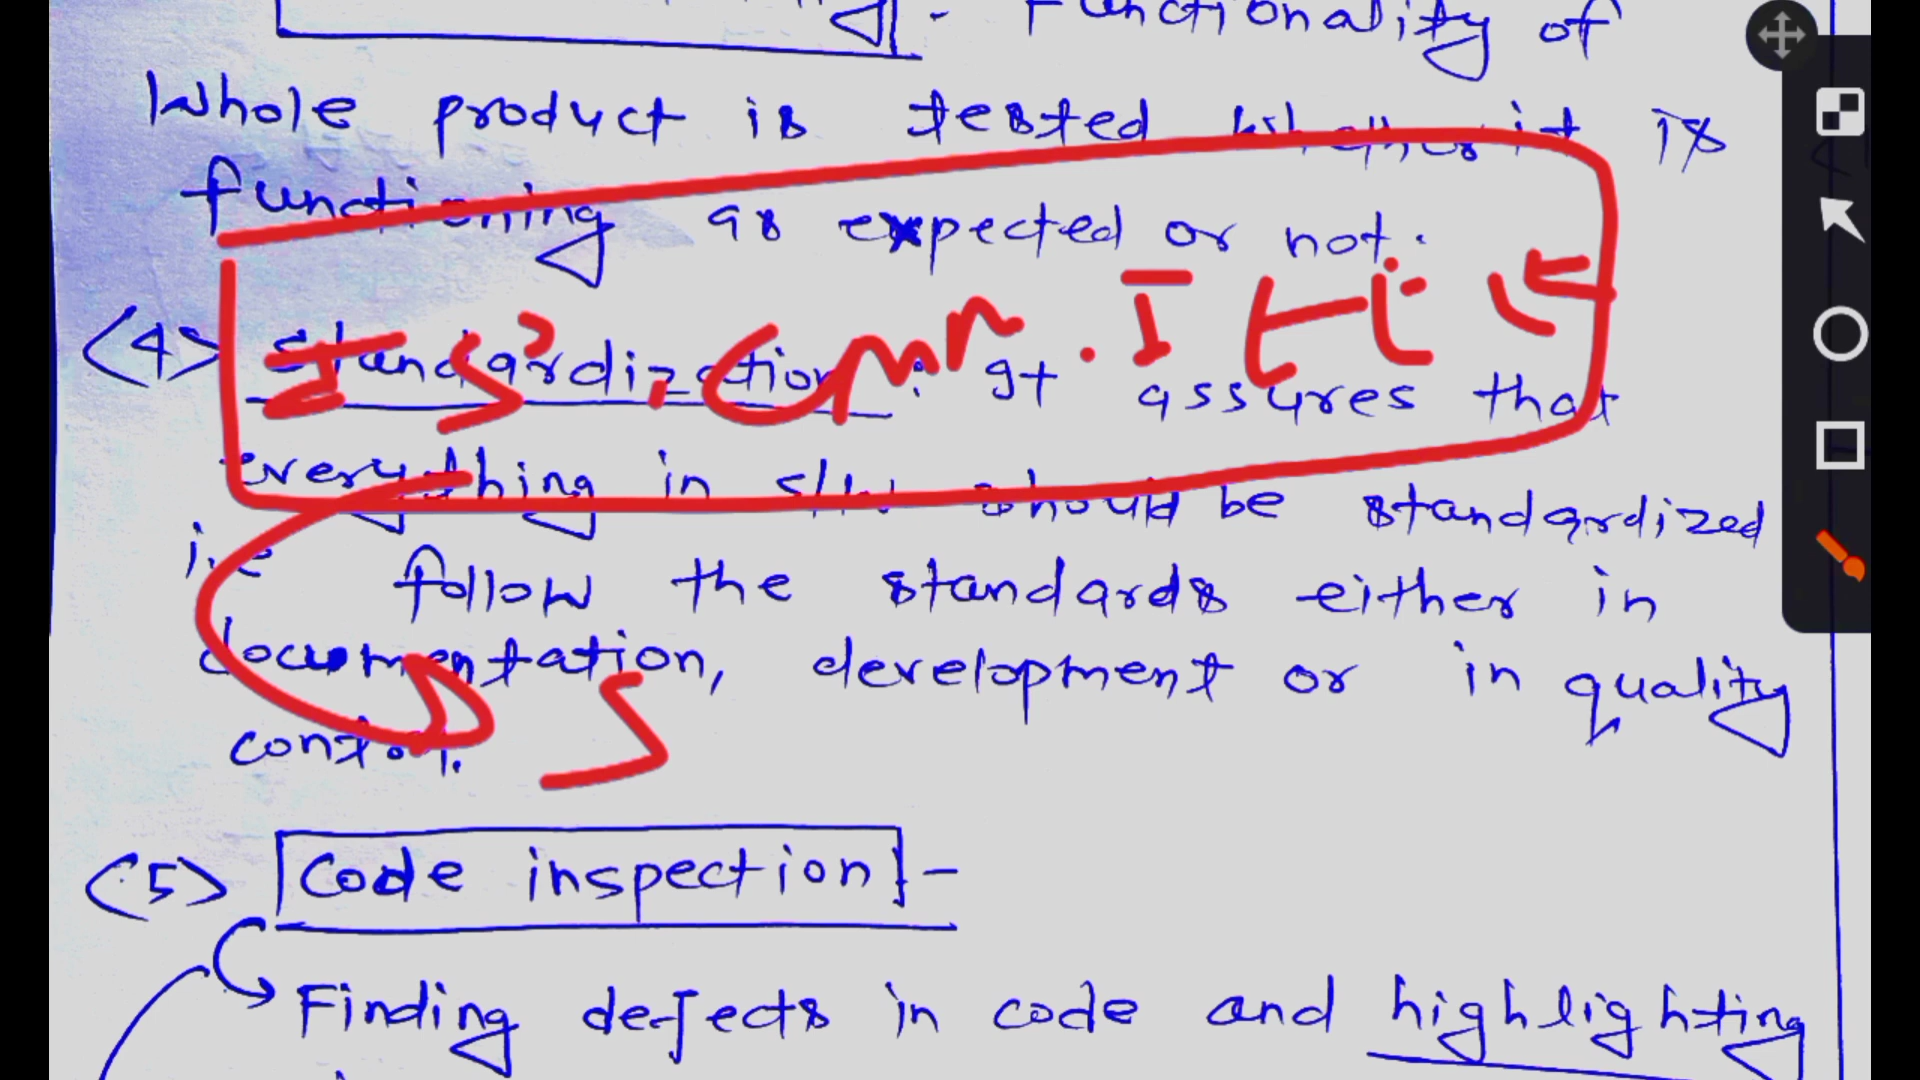 Functionality of
Whole product is tested whether it is
functioning as expected or not.
<4> Standardization : It assures that
everything in s/w should be standardized
i.e follow the standards either in
documentation, development or in quality
control.
<5> Code inspection -
Finding defects in code and highlighting